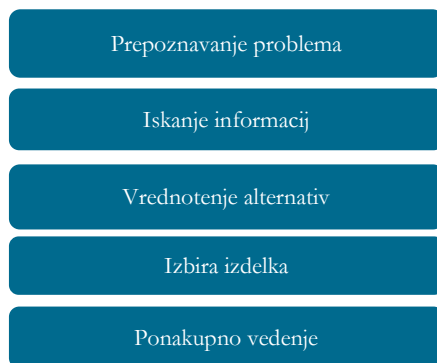 Prepoznavanje problema
Iskanje informacij
Vrednotenje alternativ
Izbira izdelka
Ponakupno vedenje